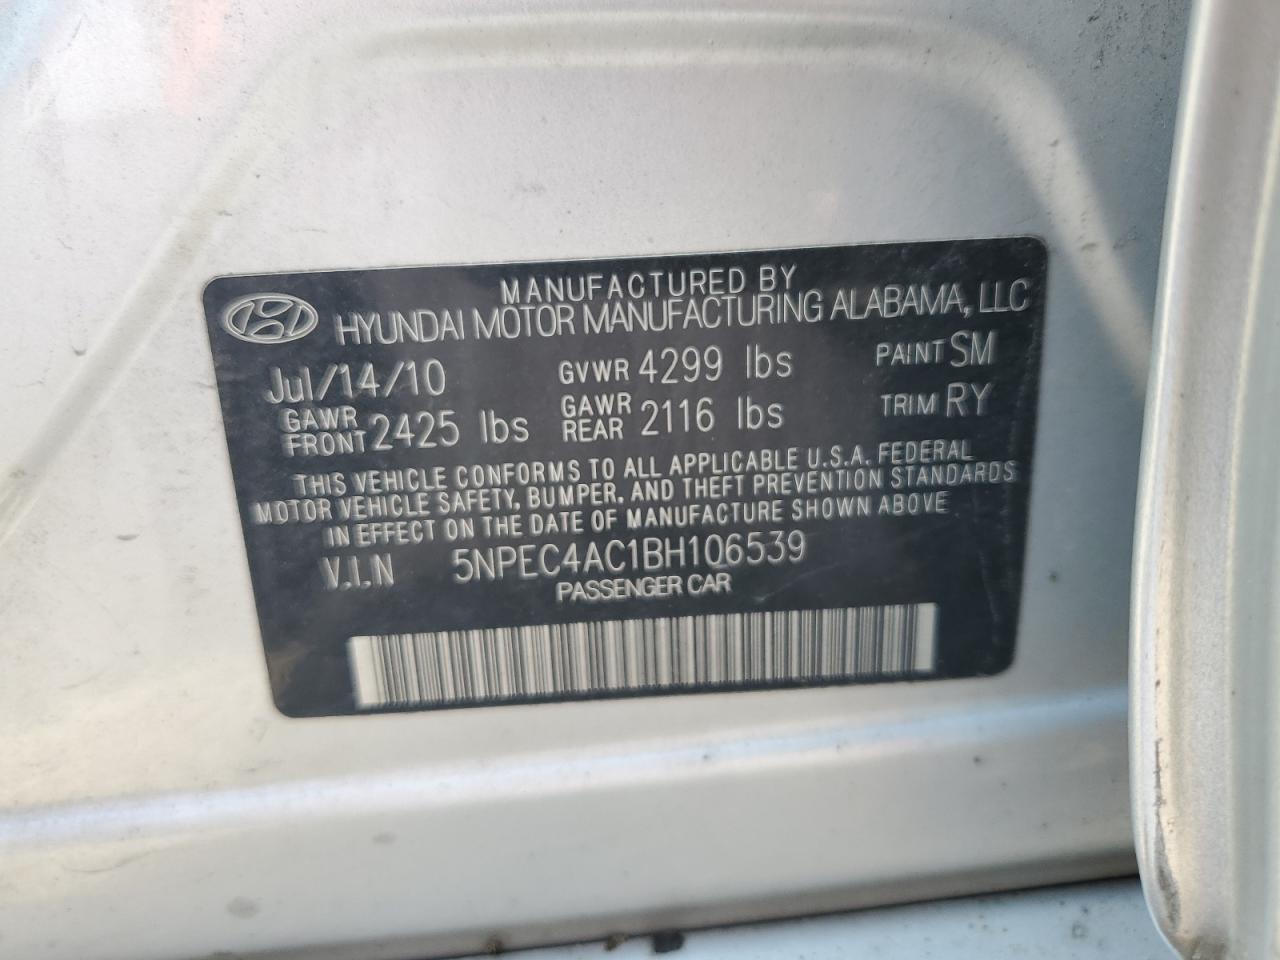 MANUFACTURED BY
HYUNDAI MOTOR MANUFACTURING ALABAMA, LLC
Jul/14/10 GVWR 4299 lbs PAINT SM
GAWR FRONT 2425 lbs GAWR REAR 2116 lbs TRIM RY
THIS VEHICLE CONFORMS TO ALL APPLICABLE U.S.A. FEDERAL
MOTOR VEHICLE SAFETY, BUMPER, AND THEFT PREVENTION STANDARDS
IN EFFECT ON THE DATE OF MANUFACTURE SHOWN ABOVE
V.I.N 5NPEC4AC1BH106539
PASSENGER CAR